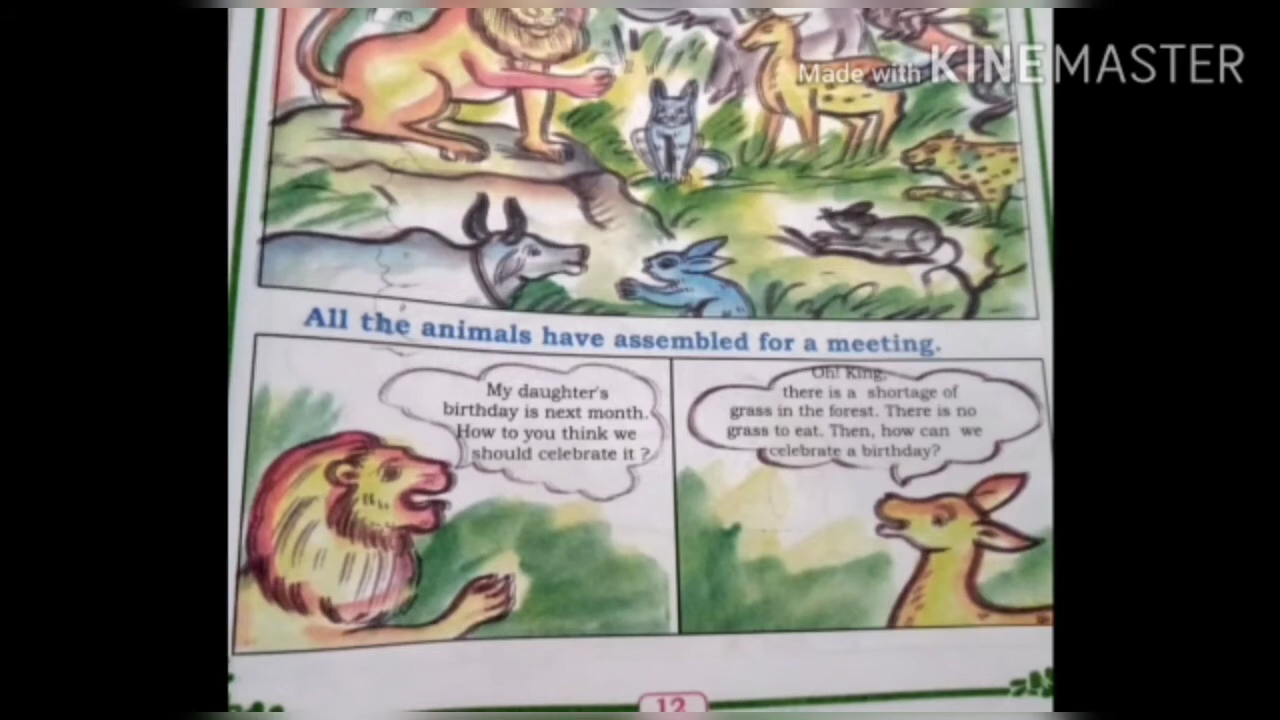 Made with KINEMASTER
All the animals have assembled for a meeting.
My daughter's
birthday is next month.
How to you think we
should celebrate it ?
Oh! King,
there is a shortage of
grass in the forest. There is no
grass to eat. Then, how can we
celebrate a birthday?
12